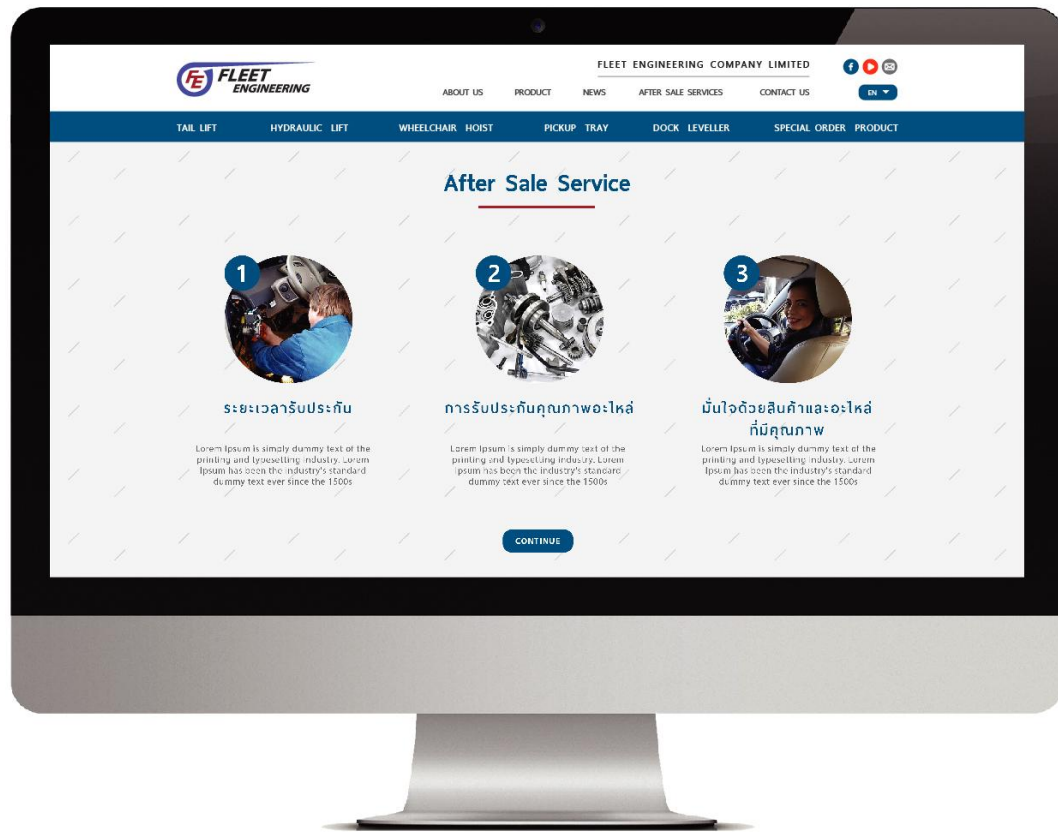 FE FLEET
ENGINEERING
FLEET ENGINEERING COMPANY LIMITED
ABOUT US PRODUCT NEWS AFTER SALE SERVICES CONTACT US EN
TAIL LIFT HYDRAULIC LIFT WHEELCHAIR HOIST PICKUP TRAY DOCK LEVELLER SPECIAL ORDER PRODUCT
After Sale Service
1
ระยะเวลารับประกัน
Lorem Ipsum is simply dummy text of the
printing and typesetting industry. Lorem
Ipsum has been the industry's standard
dummy text ever since the 1500s
2
การรับประกันคุณภาพอะไหล่
Lorem Ipsum is simply dummy text of the
printing and typesetting industry. Lorem
Ipsum has been the industry's standard
dummy text ever since the 1500s
3
มั่นใจด้วยสินค้าและอะไหล่
ที่มีคุณภาพ
Lorem Ipsum is simply dummy text of the
printing and typesetting industry. Lorem
Ipsum has been the industry's standard
dummy text ever since the 1500s
CONTINUE